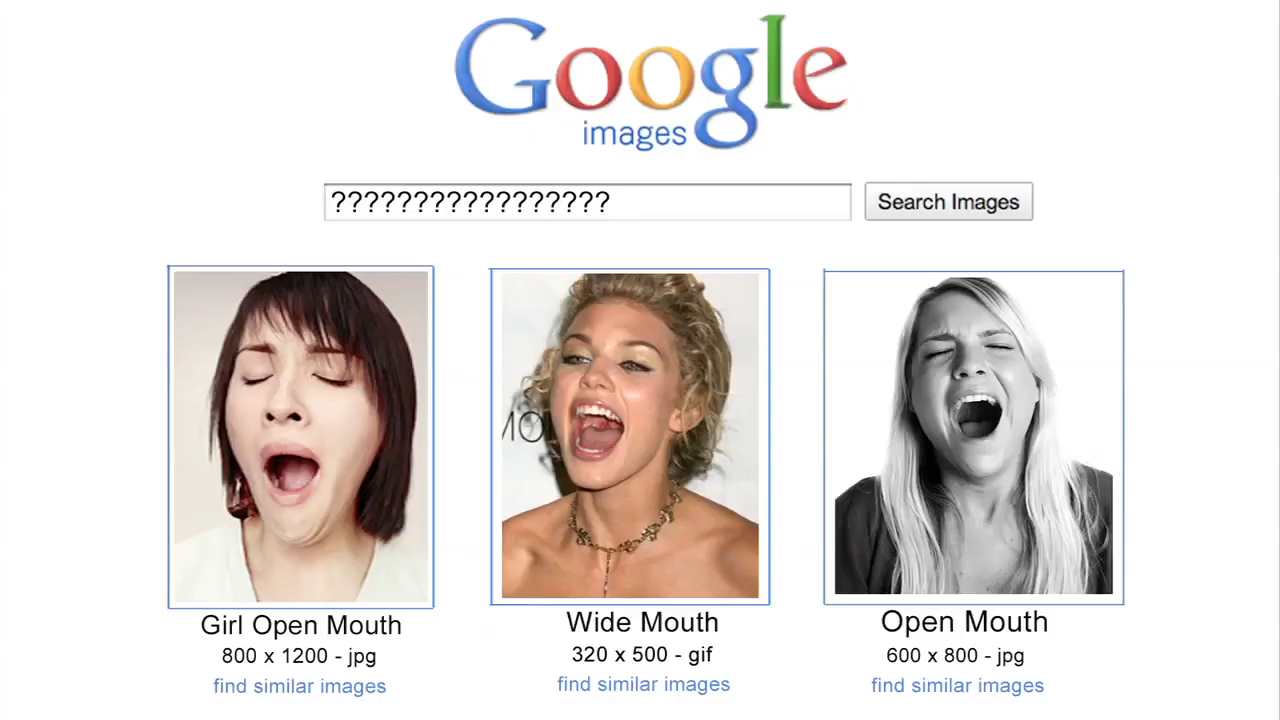 Google
images
?????????????????
Search Images
MO
Girl Open Mouth
800 x 1200 - jpg
find similar images
Wide Mouth
320 x 500 - gif
find similar images
Open Mouth
600 x 800 - jpg
find similar images